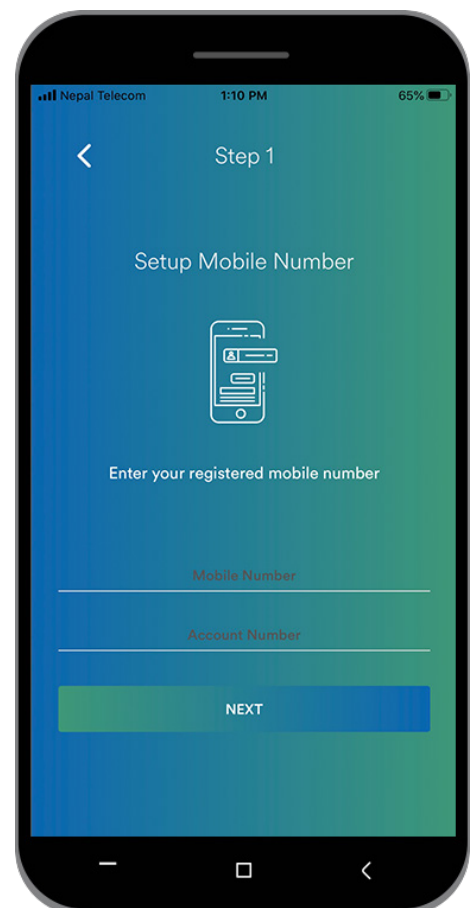 Nepal Telecom 1:10 PM 65%
Step 1
Setup Mobile Number
Enter your registered mobile number
Mobile Number
Account Number
NEXT